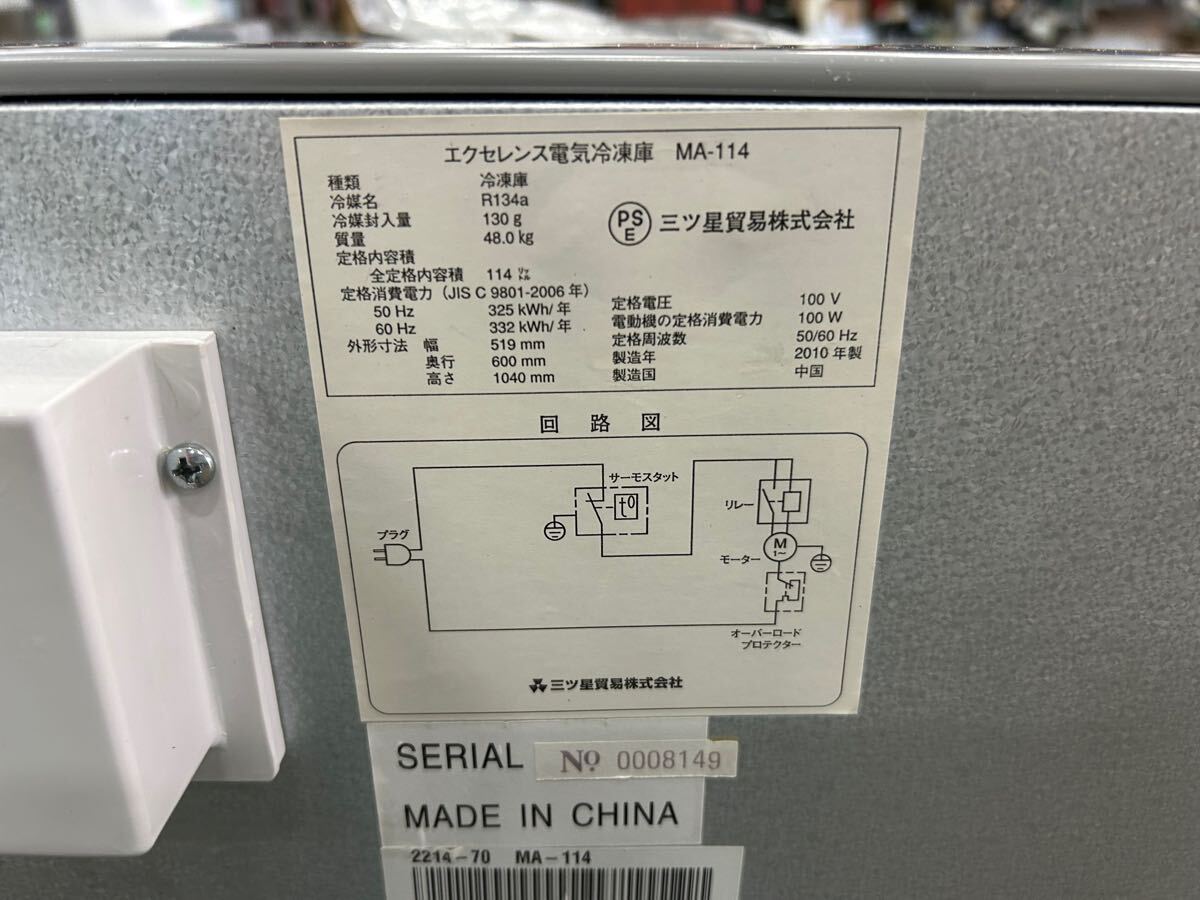 エクセレンス電気冷凍庫 MA-114
種類 冷凍庫
冷媒名 R134a
冷媒封入量 130 g
質量 48.0 kg
定格内容積
全定格内容積 114 ㍑
定格消費電力（JIS C 9801-2006 年）
50 Hz 325 kWh/ 年
60 Hz 332 kWh/ 年
外形寸法 幅 519 mm
奥行 600 mm
高さ 1040 mm
PS
E
三ツ星貿易株式会社
定格電圧 100 V
電動機の定格消費電力 100 W
定格周波数 50/60 Hz
製造年 2010 年製
製造国 中国
回路図
サーモスタット
t0
リレー
プラグ
M
1~
モーター
オーバーロード
プロテクター
三ツ星貿易株式会社
SERIAL No. 0008149
MADE IN CHINA
2214-70 MA-114